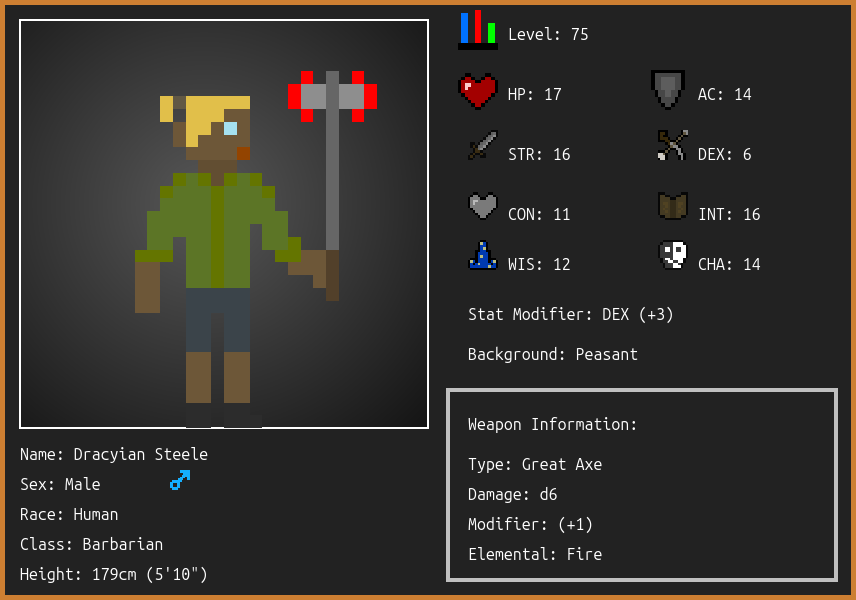 Level: 75
HP: 17
AC: 14
STR: 16
DEX: 6
CON: 11
INT: 16
WIS: 12
CHA: 14
Stat Modifier: DEX (+3)
Background: Peasant
Weapon Information:
Type: Great Axe
Damage: d6
Modifier: (+1)
Elemental: Fire
Name: Dracyian Steele
Sex: Male
Race: Human
Class: Barbarian
Height: 179cm (5'10")